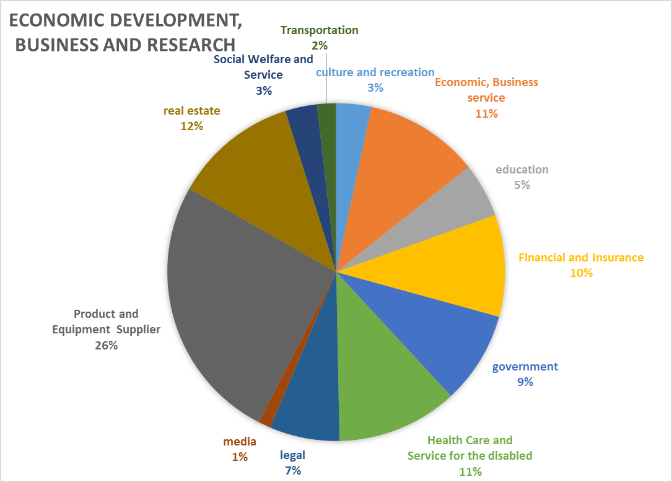 ECONOMIC DEVELOPMENT,
BUSINESS AND RESEARCH
Transportation
2%
Social Welfare and
Service
3%
culture and recreation
3%
Economic, Business
service
11%
real estate
12%
education
5%
Financial and Insurance
10%
Product and
Equipment Supplier
26%
government
9%
Health Care and
Service for the disabled
11%
media
1%
legal
7%